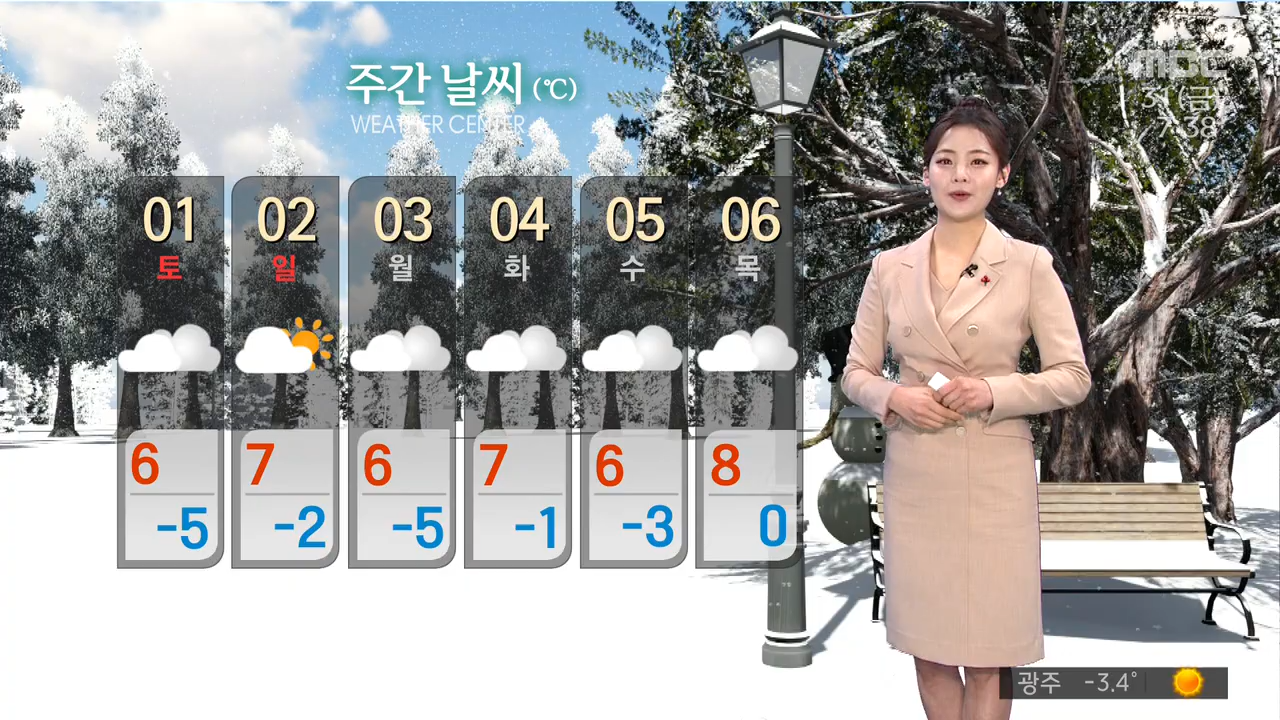 주간 날씨 (℃)
WEATHER CENTER
MBC
31 (금)
7:38
01 02 03 04 05 06
토 일 월 화 수 목
6 7 6 7 6 8
-5 -2 -5 -1 -3 0
광주 -3.4°